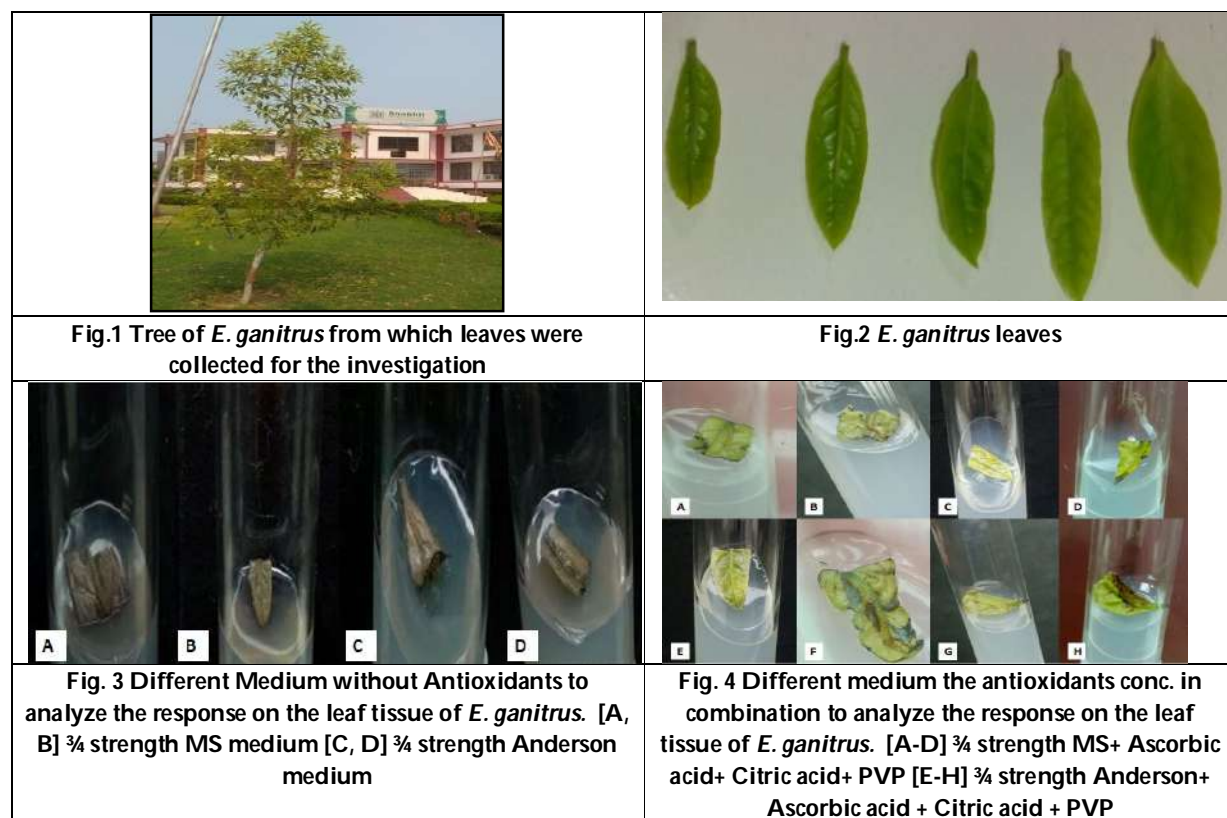 Fig.1 Tree of E. ganitrus from which leaves were
collected for the investigation
Fig.2 E. ganitrus leaves
A
B
C
D
A
B
C
D
E
F
G
H
Fig. 3 Different Medium without Antioxidants to
analyze the response on the leaf tissue of E. ganitrus. [A,
B] ¾ strength MS medium [C, D] ¾ strength Anderson
medium
Fig. 4 Different medium the antioxidants conc. in
combination to analyze the response on the leaf
tissue of E. ganitrus. [A-D] ¾ strength MS+ Ascorbic
acid+ Citric acid+ PVP [E-H] ¾ strength Anderson+
Ascorbic acid + Citric acid + PVP